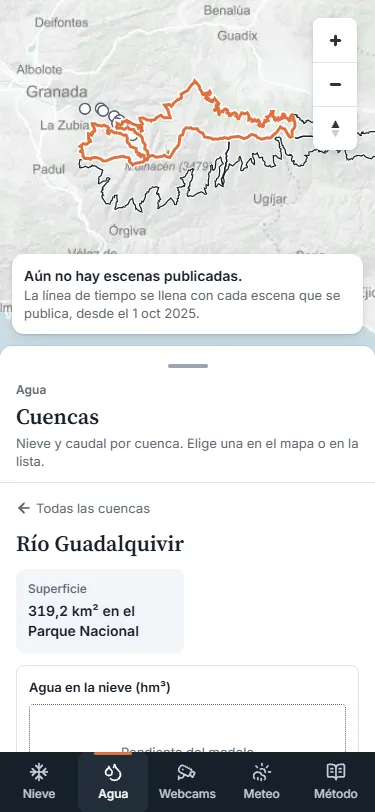 Benalúa
Deifontes
Guadix
Albolote
Granada
La Zubia
Padul
Mulhacén (3479)
Ugíjar
Órgiva
Aún no hay escenas publicadas.
La línea de tiempo se llena con cada escena que se
publica, desde el 1 oct 2025.
Agua
Cuencas
Nieve y caudal por cuenca. Elige una en el mapa o en la
lista.
← Todas las cuencas
Río Guadalquivir
Superficie
319,2 km² en el
Parque Nacional
Agua en la nieve (hm³)
Pendiente del modelo
Nieve
Agua
Webcams
Meteo
Método